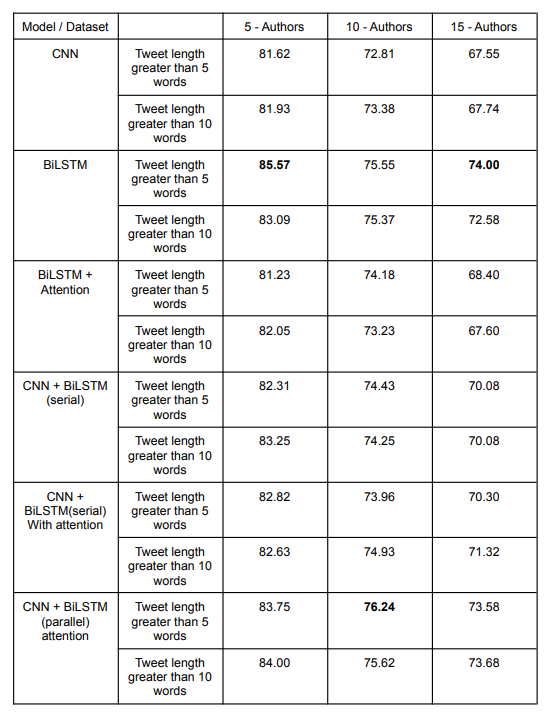 Model / Dataset 5 - Authors 10 - Authors 15 - Authors
CNN Tweet length 81.62 72.81 67.55
greater than 5
words
Tweet length 81.93 73.38 67.74
greater than 10
words
BiLSTM Tweet length 85.57 75.55 74.00
greater than 5
words
Tweet length 83.09 75.37 72.58
greater than 10
words
BiLSTM + Tweet length 81.23 74.18 68.40
Attention greater than 5
words
Tweet length 82.05 73.23 67.60
greater than 10
words
CNN + BiLSTM Tweet length 82.31 74.43 70.08
(serial) greater than 5
words
Tweet length 83.25 74.25 70.08
greater than 10
words
CNN + Tweet length 82.82 73.96 70.30
BiLSTM(serial) greater than 5
With attention words
Tweet length 82.63 74.93 71.32
greater than 10
words
CNN + BiLSTM Tweet length 83.75 76.24 73.58
(parallel) greater than 5
attention words
Tweet length 84.00 75.62 73.68
greater than 10
words